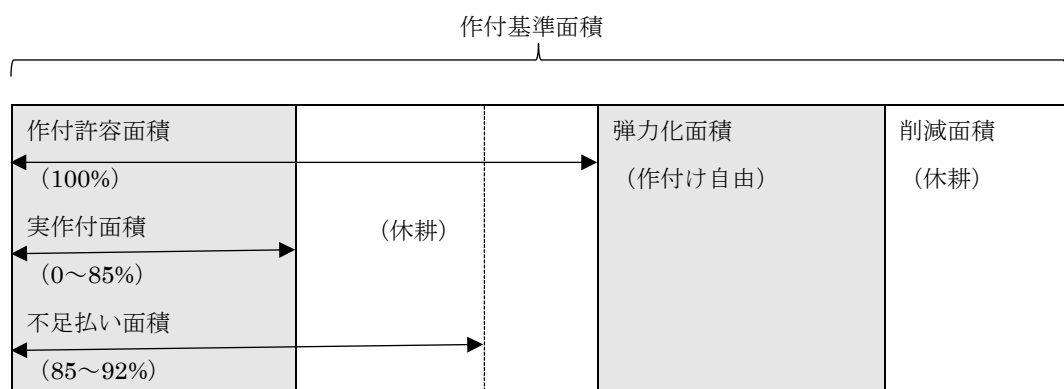 作付基準面積
作付許容面積
（100%）
実作付面積
（0～85%）
不足払い面積
（85～92%）
（休耕）
弾力化面積
（作付け自由）
削減面積
（休耕）